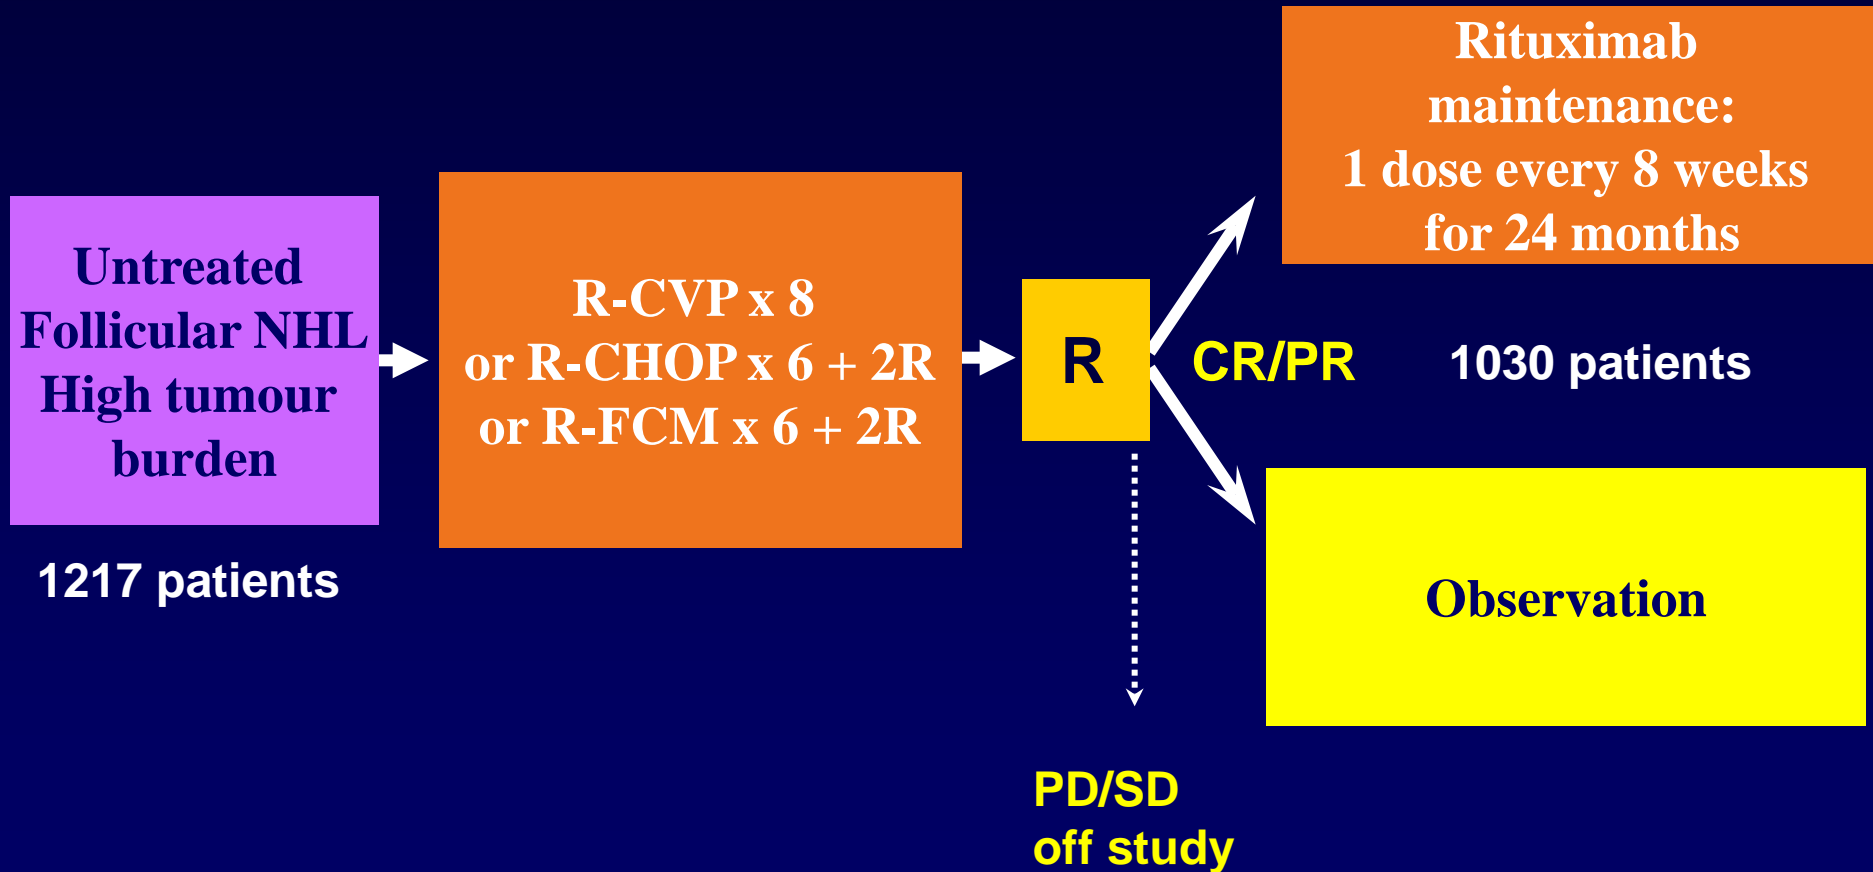 Untreated
Follicular NHL
High tumour
burden
1217 patients
R-CVP x 8
or R-CHOP x 6 + 2R
or R-FCM x 6 + 2R
R
CR/PR
PD/SD
off study
Rituximab
maintenance:
1 dose every 8 weeks
for 24 months
1030 patients
Observation